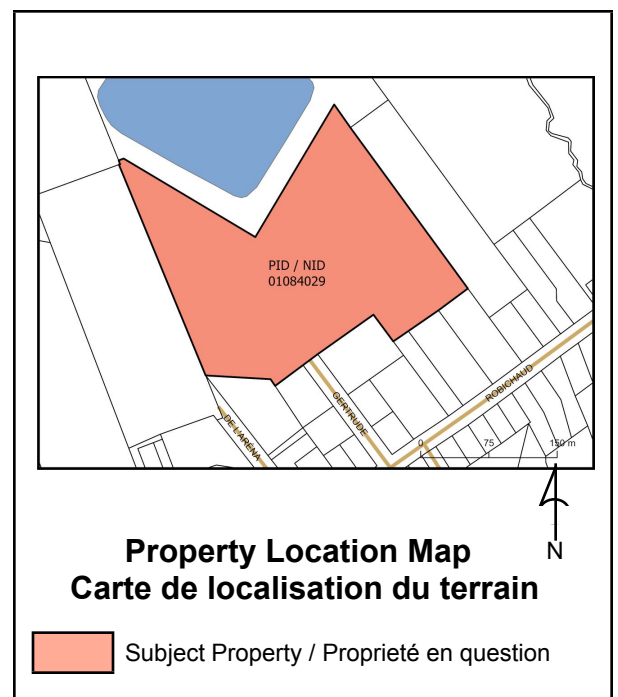 PID / NID
01084029
ROBICHAUD
GERTRUDE
DE L'ARÉNA
0 75 150 m
N
Property Location Map
Carte de localisation du terrain
Subject Property / Proprieté en question